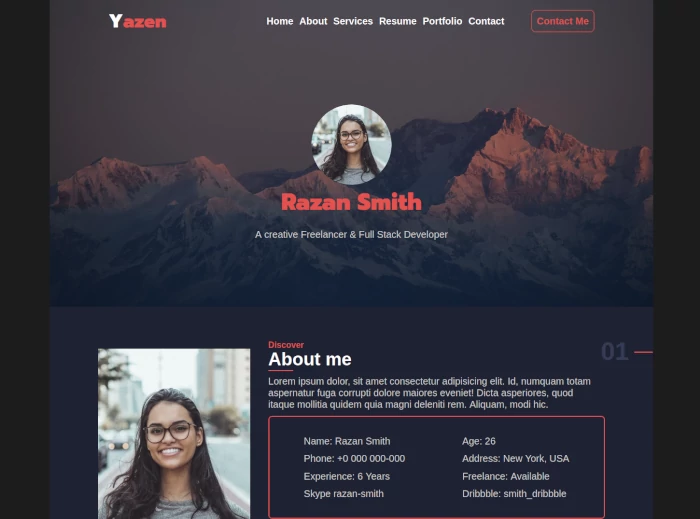 Yazen
Home About Services Resume Portfolio Contact
Contact Me
Razan Smith
A creative Freelancer & Full Stack Developer
Discover
About me
01
Lorem ipsum dolor, sit amet consectetur adipisicing elit. Id, numquam totam
aspernatur fuga corrupti dolore maiores eveniet! Dicta asperiores, quod
itaque mollitia quidem quia magni deleniti rem. Aliquam, modi hic.
Name: Razan Smith
Age: 26
Phone: +0 000 000-000
Address: New York, USA
Experience: 6 Years
Freelance: Available
Skype razan-smith
Dribbble: smith_dribbble